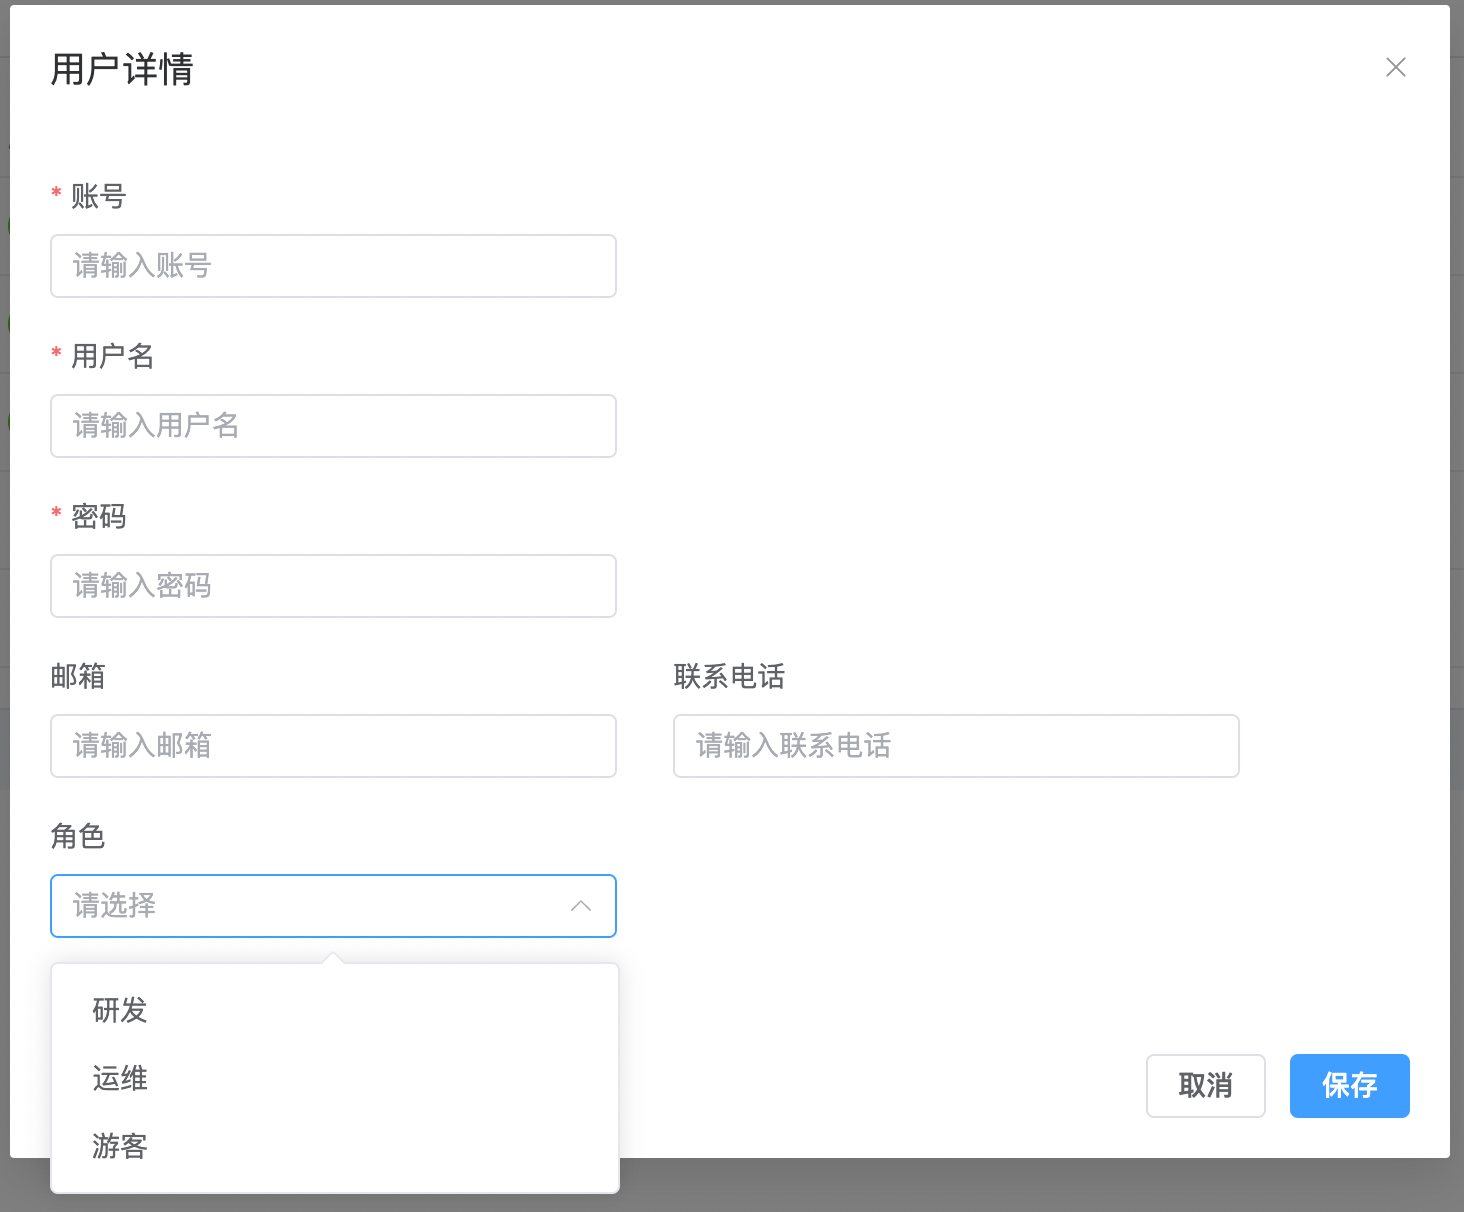 用户详情
* 账号
请输入账号
* 用户名
请输入用户名
* 密码
请输入密码
邮箱
联系电话
请输入邮箱
请输入联系电话
角色
请选择
研发
运维
游客
取消
保存